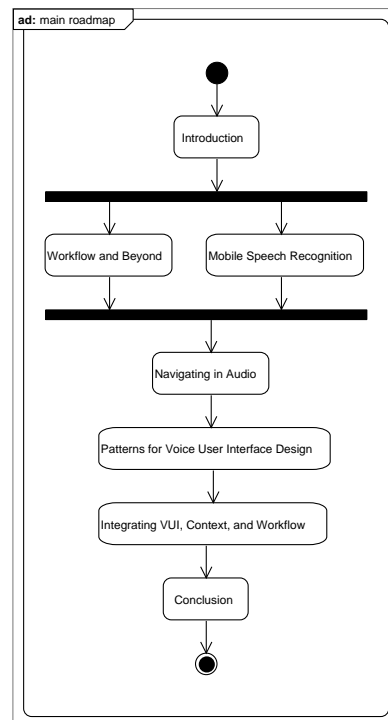 ad: main roadmap
Introduction
Workflow and Beyond
Mobile Speech Recognition
Navigating in Audio
Patterns for Voice User Interface Design
Integrating VUI, Context, and Workflow
Conclusion